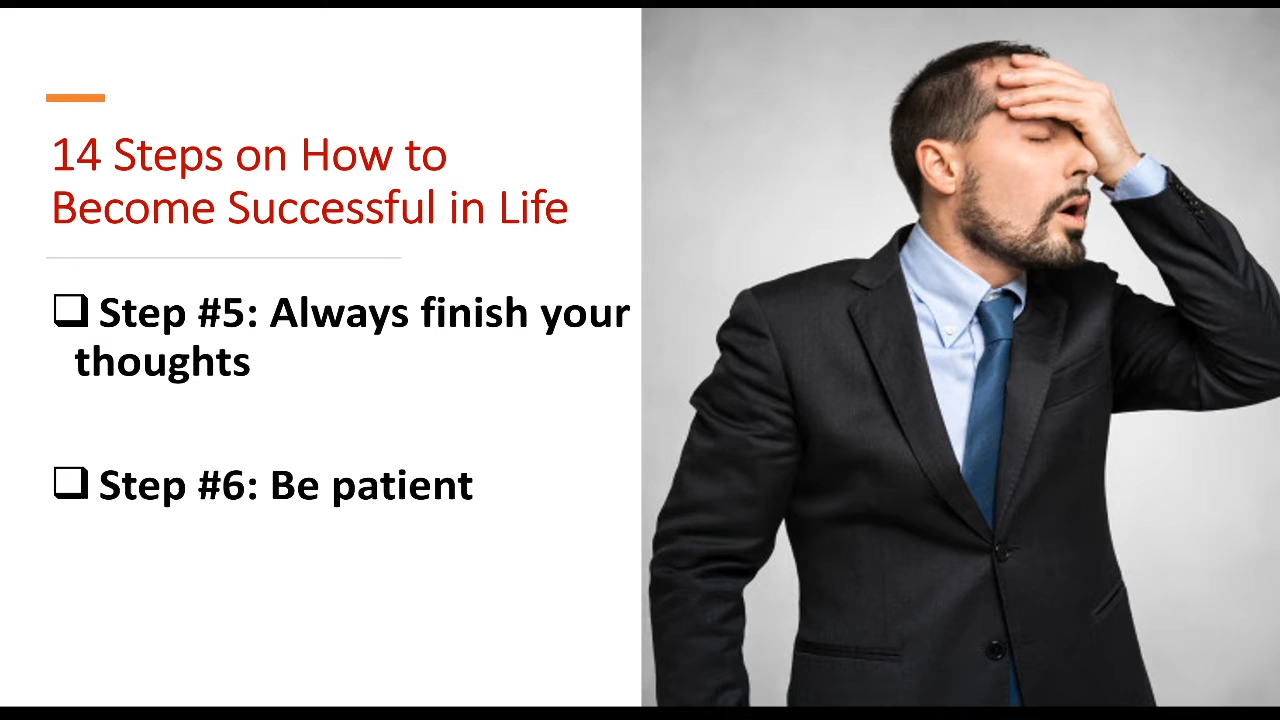 14 Steps on How to
Become Successful in Life
❑ Step #5: Always finish your
thoughts
❑ Step #6: Be patient